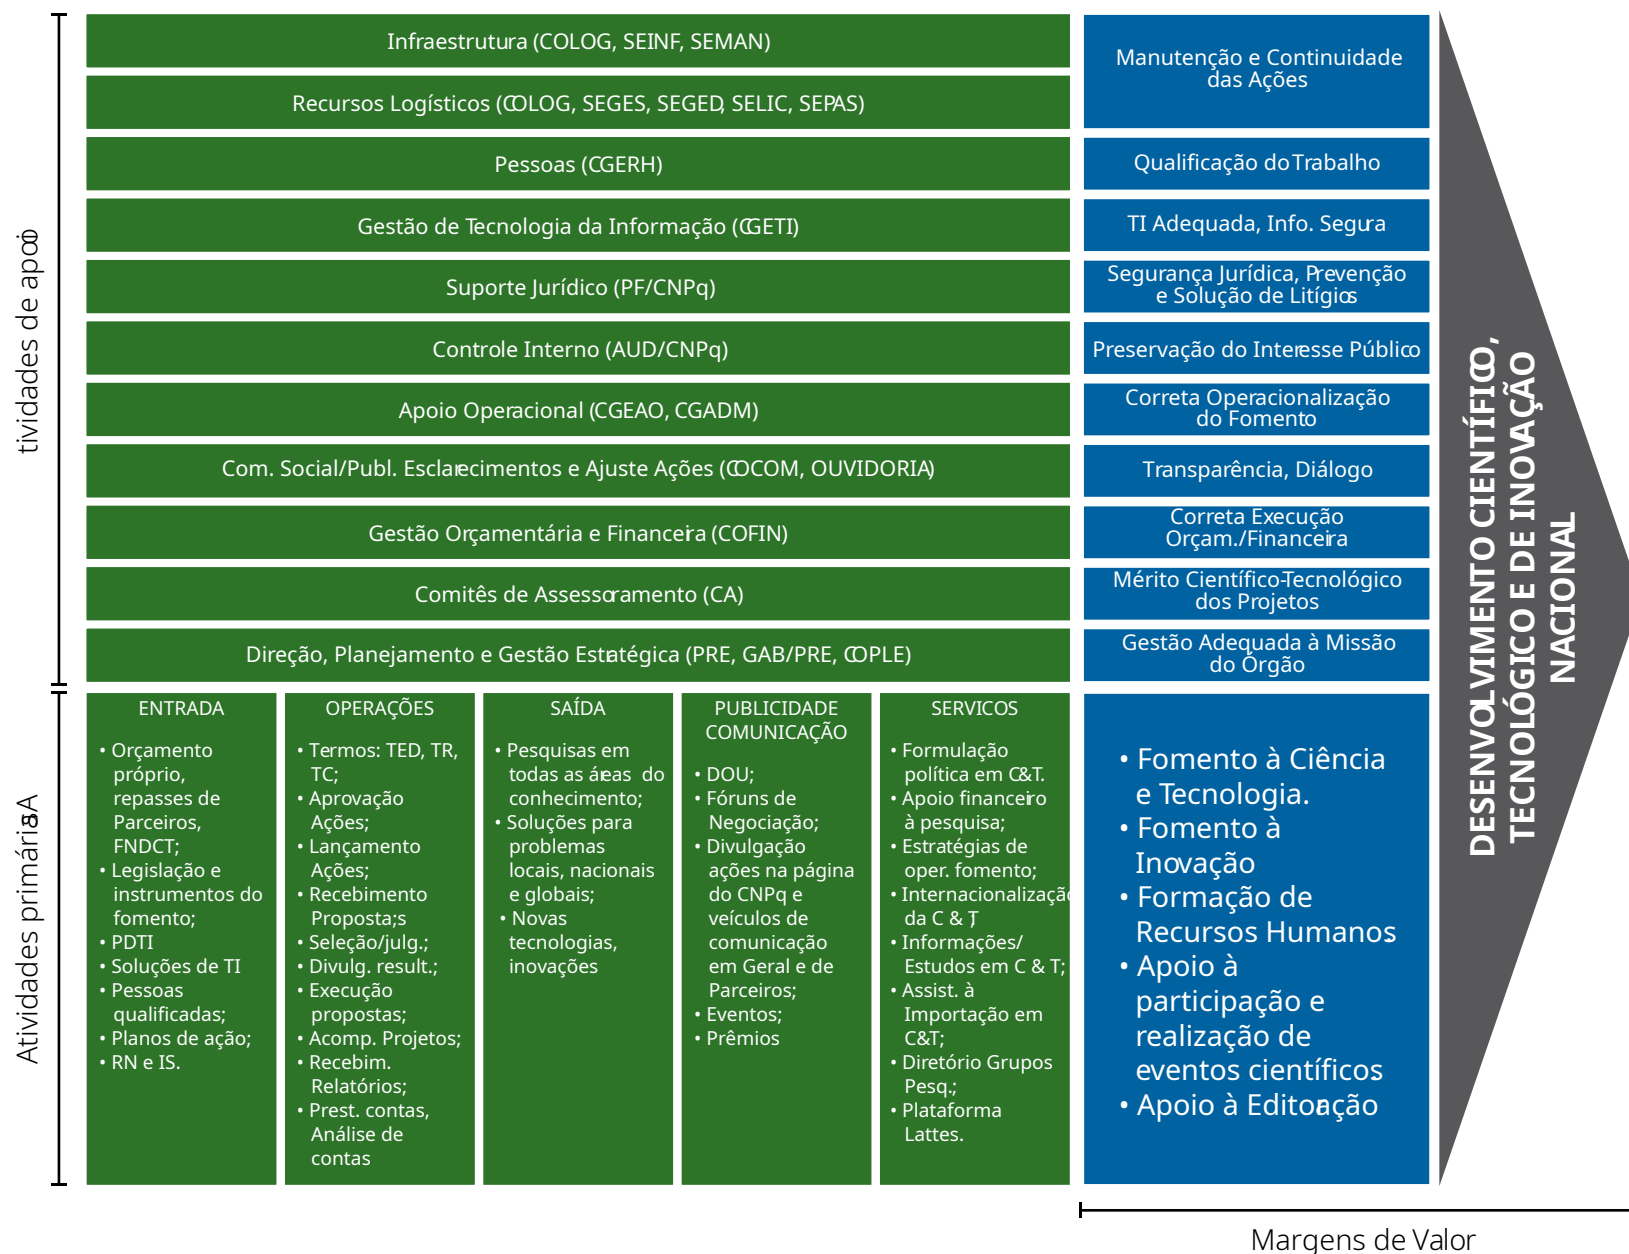 Infraestrutura (COLOG, SEINF, SEMAN)
Manutenção e Continuidade
das Ações
Recursos Logísticos (COLOG, SEGES, SEGED, SELIC, SEPAS)
Pessoas (CGERH)
Qualificação do Trabalho
Gestão de Tecnologia da Informação (CGETI)
TI Adequada, Info. Segura
Suporte Jurídico (PF/CNPq)
Segurança Jurídica, Prevenção
e Solução de Litígios
Controle Interno (AUD/CNPq)
Preservação do Interesse Público
Apoio Operacional (CGEAO, CGADM)
Correta Operacionalização
do Fomento
Com. Social/Publ. Esclarecimentos e Ajuste Ações (COCOM, OUVIDORIA)
Transparência, Diálogo
Gestão Orçamentária e Financeira (COFIN)
Correta Execução
Orçam./Financeira
Comitês de Assessoramento (CA)
Mérito Científico-Tecnológico
dos Projetos
Direção, Planejamento e Gestão Estratégica (PRE, GAB/PRE, COPLE)
Gestão Adequada à Missão
do Órgão
tividades de apooi
Atividades primáriasA
ENTRADA
• Orçamento
próprio,
repasses de
Parceiros,
FNDCT;
• Legislação e
instrumentos do
fomento;
• PDTI
• Soluções de TI
• Pessoas
qualificadas;
• Planos de ação;
• RN e IS.
OPERAÇÕES
• Termos: TED, TR,
TC;
• Aprovação
Ações;
• Lançamento
Ações;
• Recebimento
Proposta;s
• Seleção/julg.;
• Divulg. result.;
• Execução
propostas;
• Acomp. Projetos;
• Recebim.
Relatórios;
• Prest. contas,
Análise de
contas
SAÍDA
• Pesquisas em
todas as áreas do
conhecimento;
• Soluções para
problemas
locais, nacionais
e globais;
• Novas
tecnologias,
inovações
PUBLICIDADE
COMUNICAÇÃO
• DOU;
• Fóruns de
Negociação;
• Divulgação
ações na página
do CNPq e
veículos de
comunicação
em Geral e de
Parceiros;
• Eventos;
• Prêmios
SERVICOS
• Formulação
política em C&T.
• Apoio financeiro
à pesquisa;
• Estratégias de
oper. fomento;
• Internacionalização
da C & T;
• Informações/
Estudos em C & T;
• Assist. à
Importação em
C&T;
• Diretório Grupos
Pesq.;
• Plataforma
Lattes.
• Fomento à Ciência
e Tecnologia.
• Fomento à
Inovação
• Formação de
Recursos Humanos.
• Apoio à
participação e
realização de
eventos científicos.
• Apoio à Editoração
DESENVOLVIMENTO CIENTÍFICO,
TECNOLÓGICO E DE INOVAÇÃO
NACIONAL
Margens de Valor